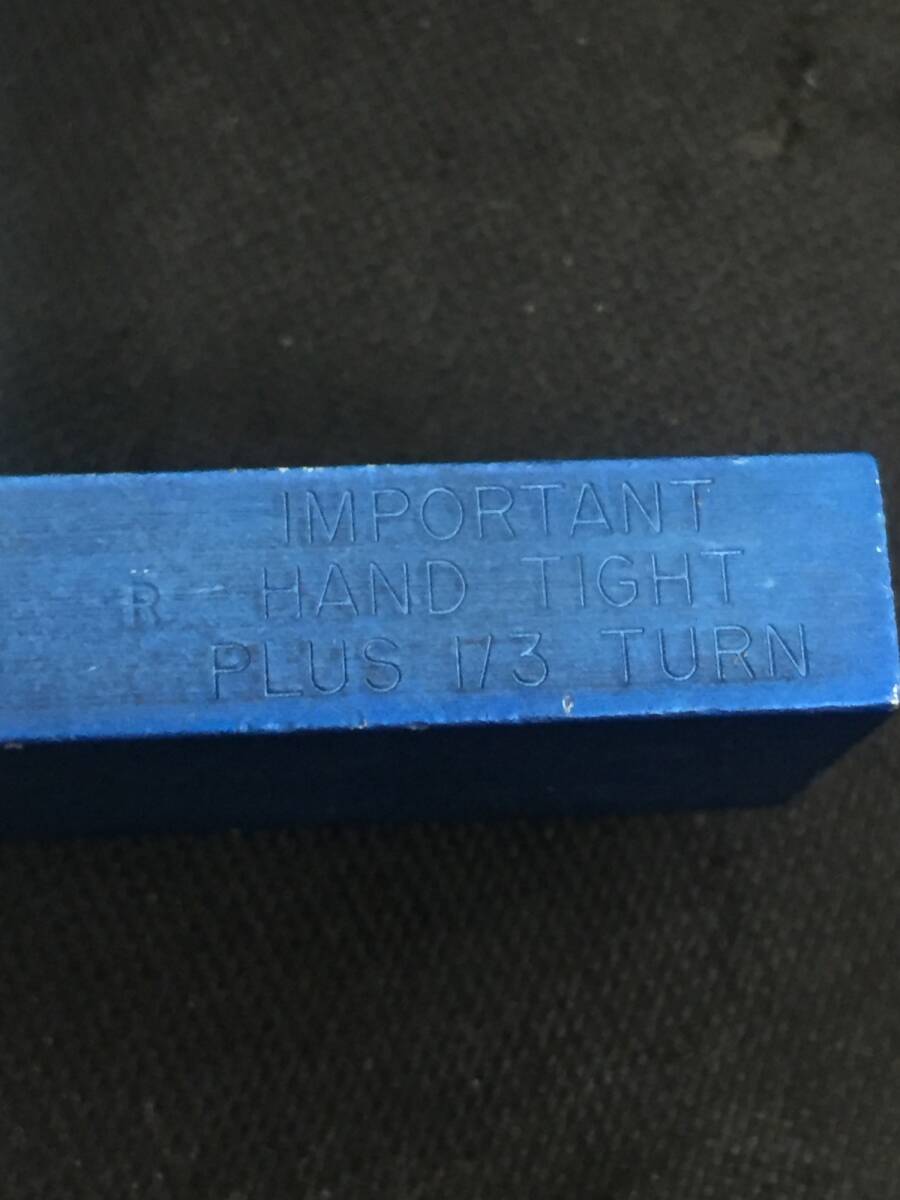 IMPORTANT
R HAND TIGHT
PLUS 1/3 TURN